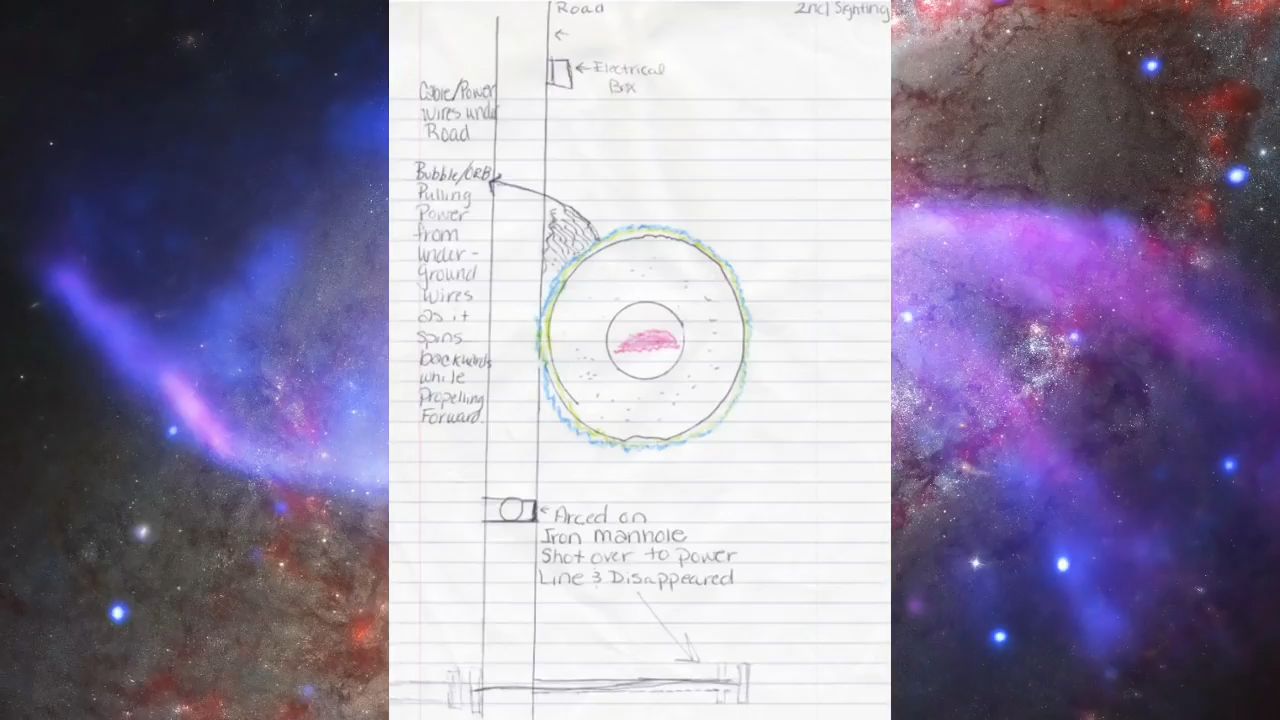 Road
2nd Sighting
←
← Electrical
Box
Cable/Power
wires under
Road
Bubble/ORB
Pulling
Power
from
under-
ground
wires
as it
spins
backwards
while
Propelling
Forward.
← Arced on
Iron manhole
Shot over to power
Line & Disappeared